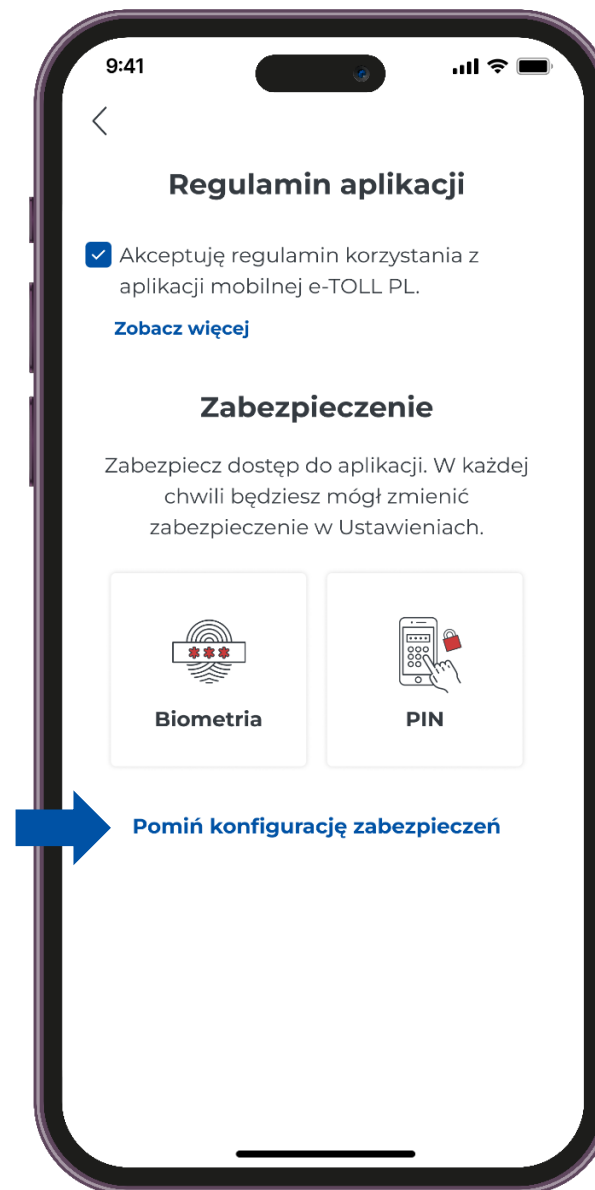 9:41
Regulamin aplikacji
Akceptuję regulamin korzystania z
aplikacji mobilnej e-TOLL PL.
Zobacz więcej
Zabezpieczenie
Zabezpiecz dostęp do aplikacji. W każdej
chwili będziesz mógł zmienić
zabezpieczenie w Ustawieniach.
Biometria
PIN
Pomiń konfigurację zabezpieczeń